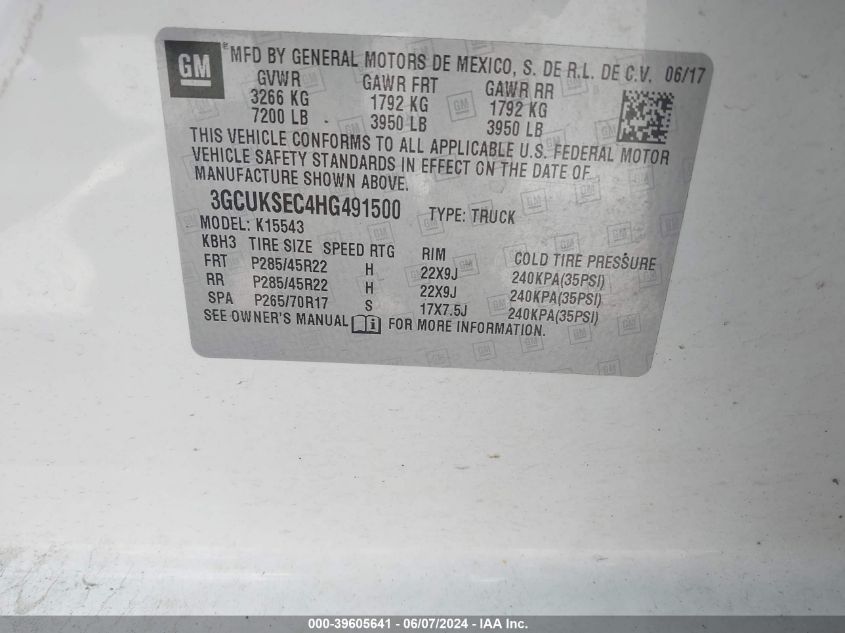 GM
MFD BY GENERAL MOTORS DE MEXICO, S. DE R.L. DE C.V. 06/17
GVWR GAWR FRT GAWR RR
3266 KG 1792 KG 1792 KG
7200 LB 3950 LB 3950 LB
THIS VEHICLE CONFORMS TO ALL APPLICABLE U.S. FEDERAL MOTOR
VEHICLE SAFETY STANDARDS IN EFFECT ON THE DATE OF
MANUFACTURE SHOWN ABOVE.
3GCUKSEC4HG491500 TYPE: TRUCK
MODEL: K15543
KBH3 TIRE SIZE SPEED RTG RIM COLD TIRE PRESSURE
FRT P285/45R22 H 22X9J 240KPA(35PSI)
RR P285/45R22 H 22X9J 240KPA(35PSI)
SPA P265/70R17 S 17X7.5J 240KPA(35PSI)
SEE OWNER'S MANUAL FOR MORE INFORMATION.
000-39605641 - 06/07/2024 - IAA Inc.